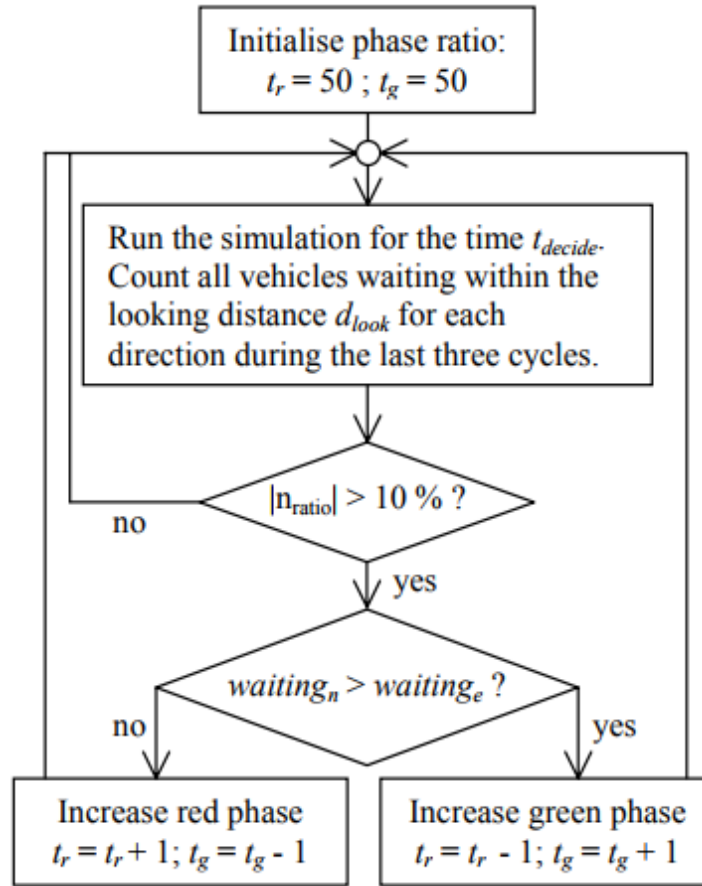 Initialise phase ratio:
t_r = 50 ; t_g = 50
Run the simulation for the time t_decide.
Count all vehicles waiting within the
looking distance d_look for each
direction during the last three cycles.
|n_ratio| > 10 % ?
no
yes
waiting_n > waiting_e ?
no
yes
Increase red phase
t_r = t_r + 1; t_g = t_g - 1
Increase green phase
t_r = t_r - 1; t_g = t_g + 1